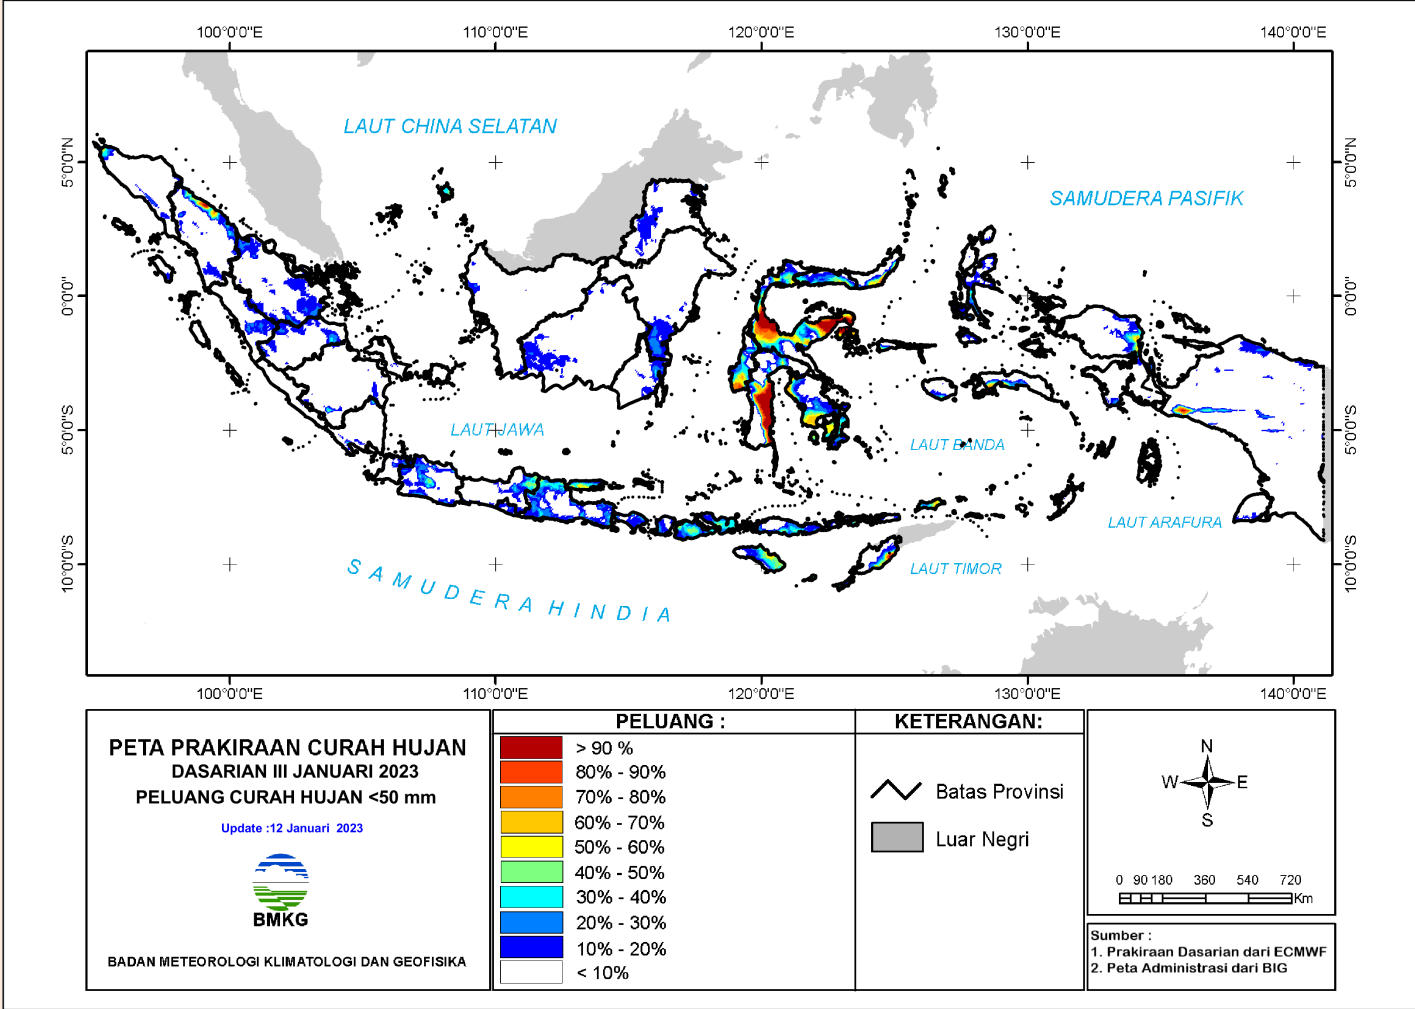 100°0'0"E
110°0'0"E
120°0'0"E
130°0'0"E
140°0'0"E
LAUT CHINA SELATAN
SAMUDERA PASIFIK
5°0'0"N
5°0'0"N
0°0'0"
0°0'0"
LAUT JAWA
LAUT BANDA
5°0'0"S
5°0'0"S
LAUT ARAFURA
LAUT TIMOR
10°0'0"S
10°0'0"S
SAMUDERA HINDIA
100°0'0"E
110°0'0"E
120°0'0"E
130°0'0"E
140°0'0"E
PETA PRAKIRAAN CURAH HUJAN
DASARIAN III JANUARI 2023
PELUANG CURAH HUJAN <50 mm
Update :12 Januari 2023
BMKG
BADAN METEOROLOGI KLIMATOLOGI DAN GEOFISIKA
PELUANG :
> 90 %
80% - 90%
70% - 80%
60% - 70%
50% - 60%
40% - 50%
30% - 40%
20% - 30%
10% - 20%
< 10%
KETERANGAN:
Batas Provinsi
Luar Negri
N
W E
S
0 90 180 360 540 720
Km
Sumber :
1. Prakiraan Dasarian dari ECMWF
2. Peta Administrasi dari BIG